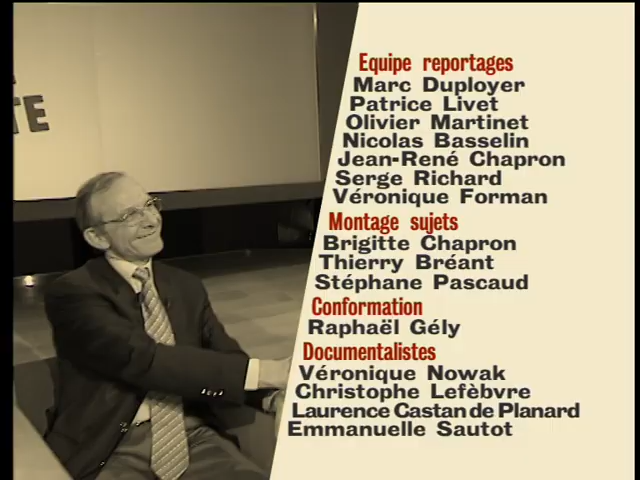 TE
Equipe reportages
Marc Duployer
Patrice Livet
Olivier Martinet
Nicolas Basselin
Jean-René Chapron
Serge Richard
Véronique Forman
Montage sujets
Brigitte Chapron
Thierry Bréant
Stéphane Pascaud
Conformation
Raphaël Gély
Documentalistes
Véronique Nowak
Christophe Lefèbvre
Laurence Castan de Planard
Emmanuelle Sautot